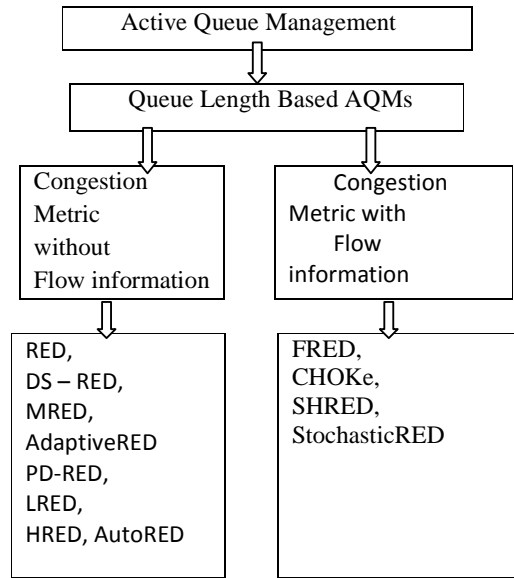 Active Queue Management
Queue Length Based AQMs
Congestion
Metric
without
Flow information
Congestion
Metric with
Flow
information
RED,
DS – RED,
MRED,
AdaptiveRED
PD-RED,
LRED,
HRED, AutoRED
FRED,
CHOKe,
SHRED,
StochasticRED